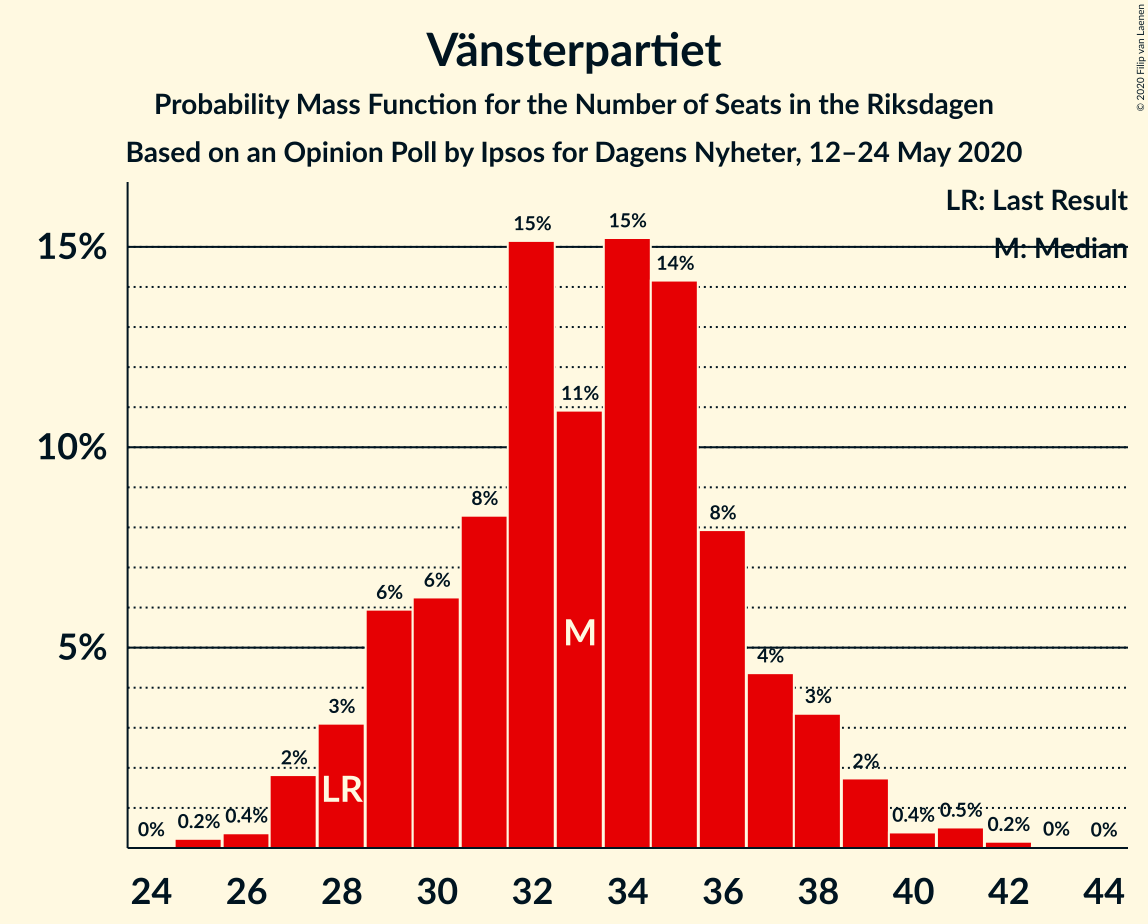 Vänsterpartiet
Probability Mass Function for the Number of Seats in the Riksdagen
Based on an Opinion Poll by Ipsos for Dagens Nyheter, 12–24 May 2020
© 2020 Filip van Laenen
LR: Last Result
M: Median
15%
10%
5%
0%
0.2%
0.4%
2%
3%
6%
6%
8%
15%
11%
15%
14%
8%
4%
3%
2%
0.4%
0.5%
0.2%
0%
0%
LR
M
24 26 28 30 32 34 36 38 40 42 44